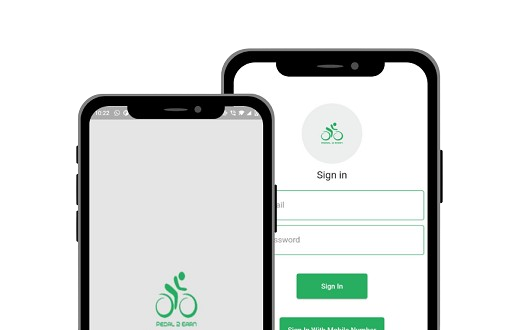 10:22
PEDAL 2 EARN
PEDAL 2 EARN
Sign in
ail
ssword
Sign In
Sign In With Mobile Number